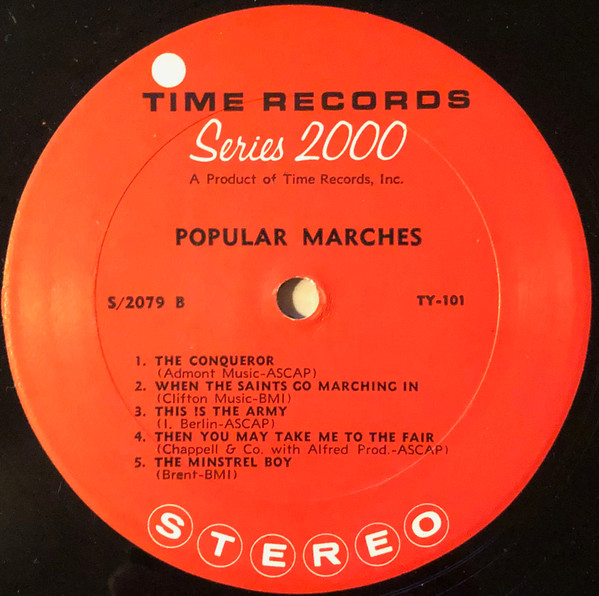 TIME RECORDS
Series 2000
A Product of Time Records, Inc.
POPULAR MARCHES
S/2079 B
TY-101
1. THE CONQUEROR
(Admont Music-ASCAP)
2. WHEN THE SAINTS GO MARCHING IN
(Clifton Music-BMI)
3. THIS IS THE ARMY
(I. Berlin-ASCAP)
4. THEN YOU MAY TAKE ME TO THE FAIR
(Chappell & Co. with Alfred Prod.-ASCAP)
5. THE MINSTREL BOY
(Brent-BMI)
STEREO